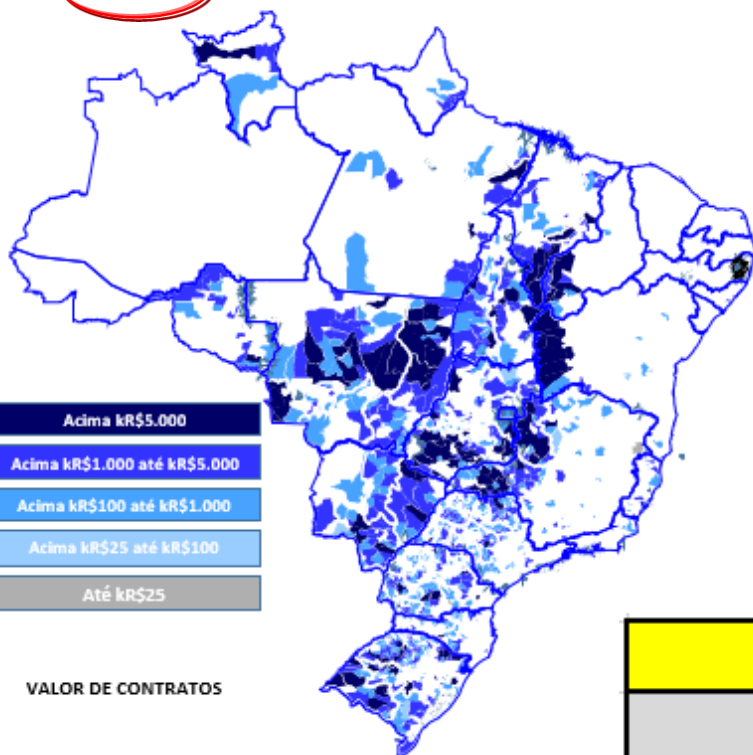 Acima kR$5.000
Acima kR$1.000 até kR$5.000
Acima kR$100 até kR$1.000
Acima kR$25 até kR$100
Até kR$25
VALOR DE CONTRATOS